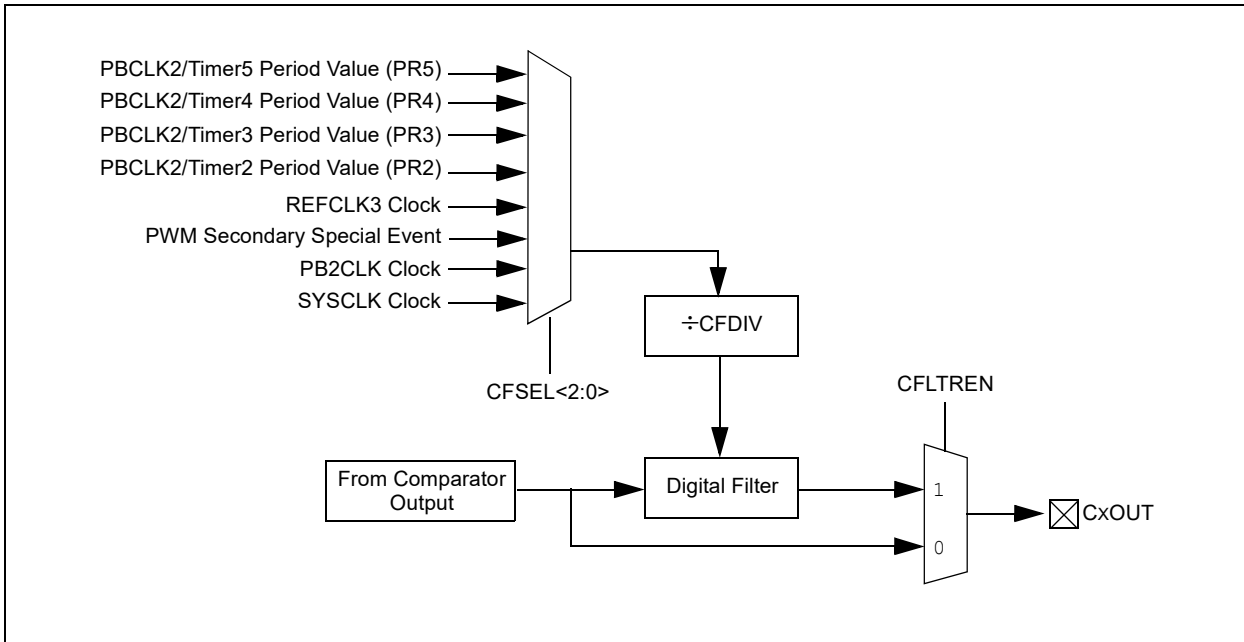 PBCLK2/Timer5 Period Value (PR5)
PBCLK2/Timer4 Period Value (PR4)
PBCLK2/Timer3 Period Value (PR3)
PBCLK2/Timer2 Period Value (PR2)
REFCLK3 Clock
PWM Secondary Special Event
PB2CLK Clock
SYSCLK Clock
÷CFDIV
CFSEL<2:0>
CFLTREN
From Comparator
Output
Digital Filter
1
0
CxOUT